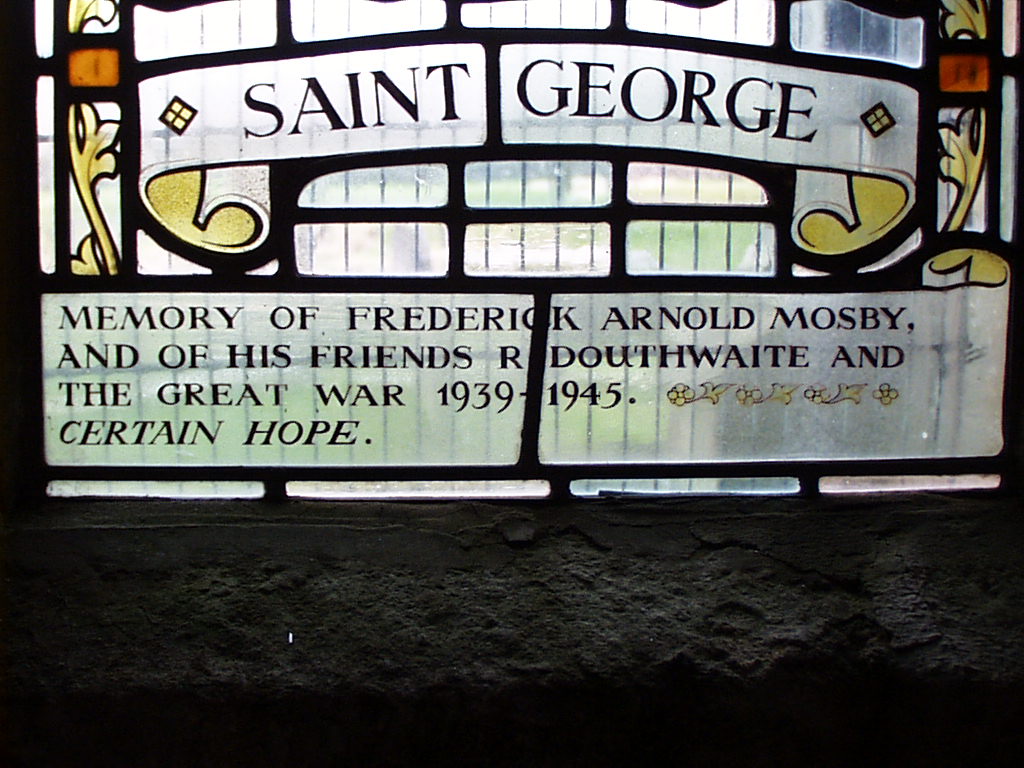 SAINT GEORGE
MEMORY OF FREDERICK ARNOLD MOSBY,
AND OF HIS FRIENDS R DOUTHWAITE AND
THE GREAT WAR 1939-1945.
CERTAIN HOPE.